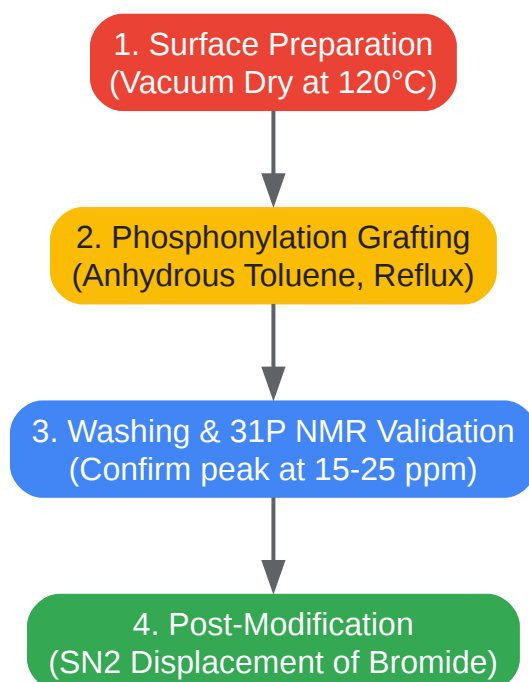 1. Surface Preparation
(Vacuum Dry at 120°C)
2. Phosphonylation Grafting
(Anhydrous Toluene, Reflux)
3. Washing & 31P NMR Validation
(Confirm peak at 15-25 ppm)
4. Post-Modification
(SN2 Displacement of Bromide)